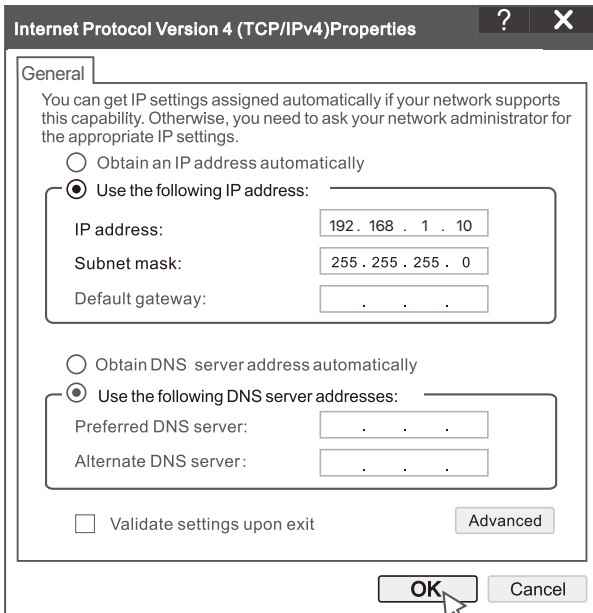 Internet Protocol Version 4 (TCP/IPv4)Properties
? X
General
You can get IP settings assigned automatically if your network supports
this capability. Otherwise, you need to ask your network administrator for
the appropriate IP settings.
Obtain an IP address automatically
Use the following IP address:
IP address: 192 . 168 . 1 . 10
Subnet mask: 255 . 255 . 255 . 0
Default gateway: . . .
Obtain DNS server address automatically
Use the following DNS server addresses:
Preferred DNS server: . . .
Alternate DNS server: . . .
Validate settings upon exit Advanced
OK Cancel